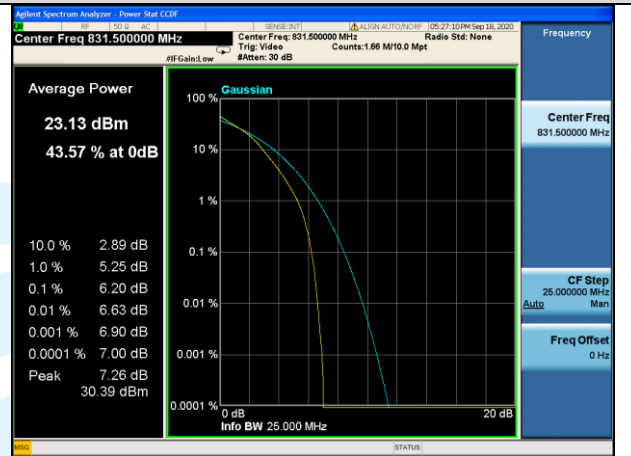 Agilent Spectrum Analyzer - Power Stat CCDF
RF 50 Ω AC SENSE:INT ALIGN AUTO/NO RF 05:27:10 PM Sep 18, 2020
Center Freq 831.500000 MHz Center Freq: 831.500000 MHz Radio Std: None
Trig: Video Counts:1.66 M/10.0 Mpt
#IFGain:Low #Atten: 30 dB
Frequency
Average Power
23.13 dBm
43.57 % at 0dB
10.0 % 2.89 dB
1.0 % 5.25 dB
0.1 % 6.20 dB
0.01 % 6.63 dB
0.001 % 6.90 dB
0.0001 % 7.00 dB
Peak 7.26 dB
30.39 dBm
Gaussian
100 %
10 %
1 %
0.1 %
0.01 %
0.001 %
0.0001 %
0 dB 20 dB
Info BW 25.000 MHz
Center Freq
831.500000 MHz
CF Step
25.000000 MHz
Auto Man
Freq Offset
0 Hz
MSG STATUS